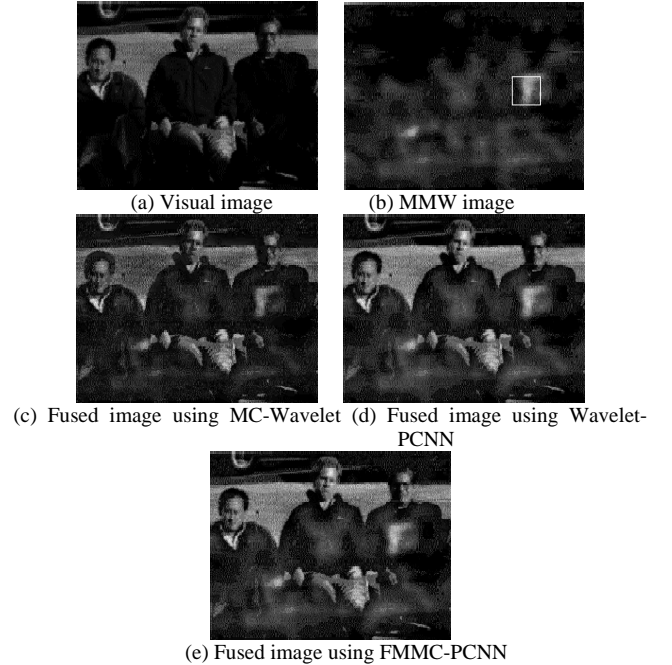 (a) Visual image
(b) MMW image
(c) Fused image using MC-Wavelet
(d) Fused image using Wavelet-
PCNN
(e) Fused image using FMMC-PCNN